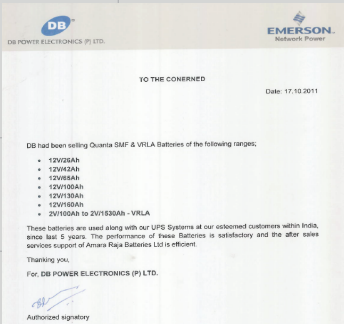 DB
DB POWER ELECTRONICS (P) LTD.
EMERSON.
Network Power
TO THE CONERNED
Date: 17.10.2011
DB had been selling Quanta SMF & VRLA Batteries of the following ranges;
12V/26Ah
12V/42Ah
12V/65Ah
12V/100Ah
12V/130Ah
12V/160Ah
2V/100Ah to 2V/1530Ah - VRLA
These batteries are used along with our UPS Systems at our esteemed customers within India,
since last 5 years. The performance of these Batteries is satisfactory and the after sales
services support of Amara Raja Batteries Ltd is efficient.
Thanking you,
For, DB POWER ELECTRONICS (P) LTD.
Authorized signatory